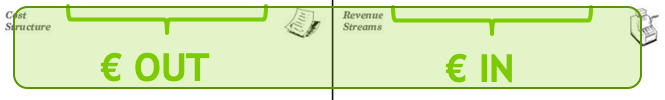 Cost
Structure
Revenue
Streams
€ OUT
€ IN